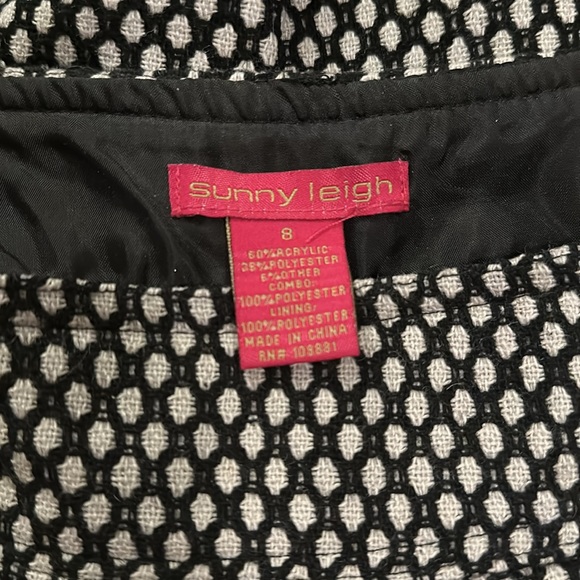 sunny leigh
8
60%ACRYLIC
35%POLYESTER
5%OTHER
COMBO:
100%POLYESTER
LINING:
100%POLYESTER
MADE IN CHINA
RN# 109881